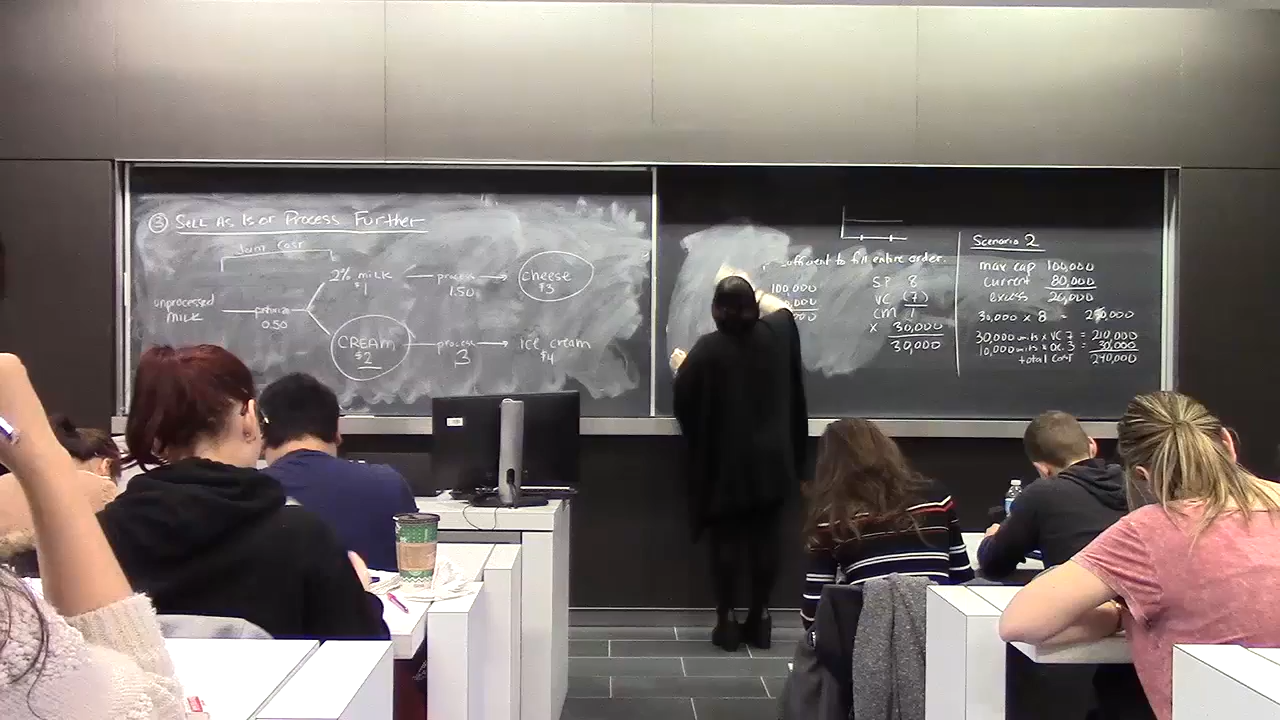 ③ Sell As Is or Process Further
Joint Cost
2% milk process cheese
$1 1.50 $3
unprocessed
milk
0.50
CREAM process ice cream
$2 3 $4
sufficient to fill entire order.
100,000
SP 8
VC (7)
CM 1
x 30,000
30,000
Scenario 2
max cap 100,000
current 80,000
excess 20,000
30,000 x 8 =
30,000 units x VC 7 = 210,000
10,000 units x OC 3 = 30,000
total cost 240,000